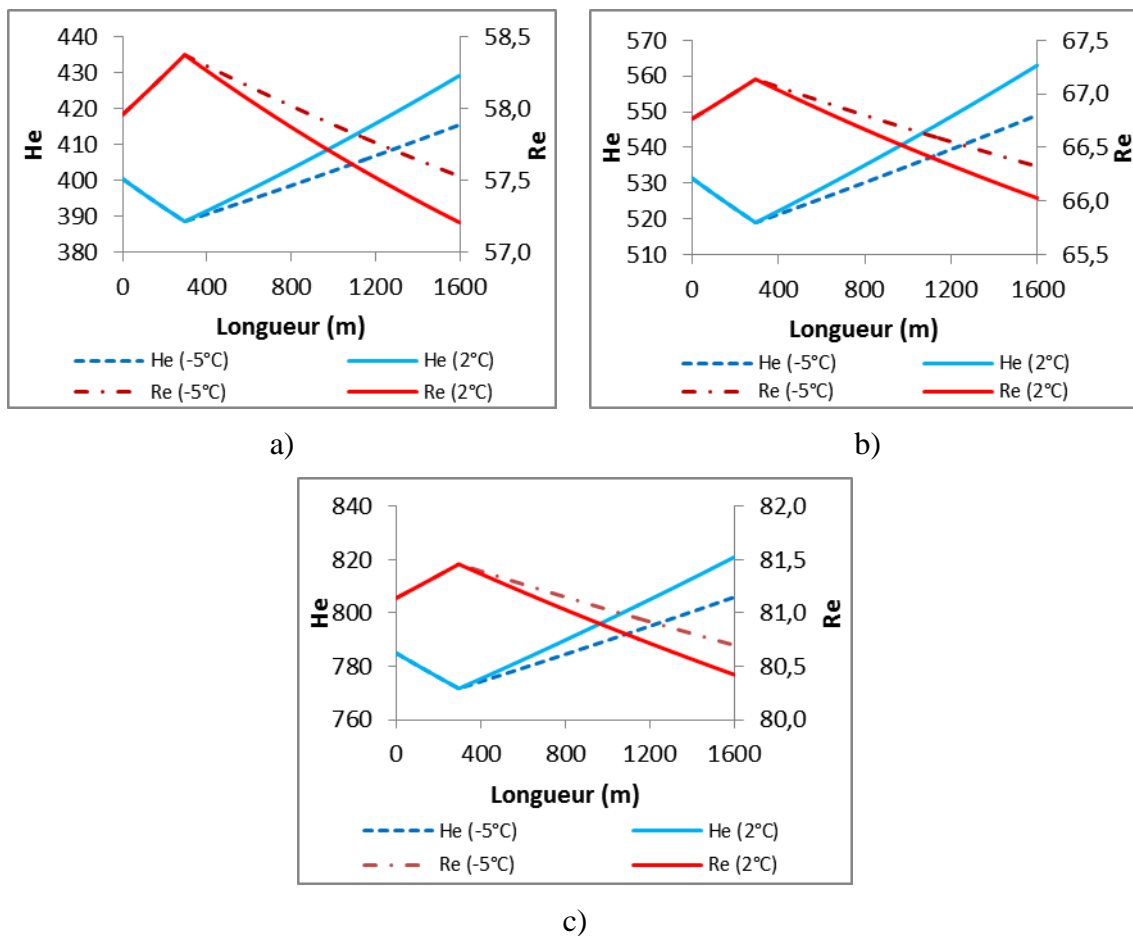 440
430
420
410
400
390
380
He
58,5
58,0
57,5
57,0
Re
0 400 800 1200 1600
Longueur (m)
He (-5°C) He (2°C)
Re (-5°C) Re (2°C)
a)
570
560
550
540
530
520
510
He
67,5
67,0
66,5
66,0
65,5
Re
0 400 800 1200 1600
Longueur (m)
He (-5°C) He (2°C)
Re (-5°C) Re (2°C)
b)
840
820
800
780
760
He
82,0
81,5
81,0
80,5
80,0
Re
0 400 800 1200 1600
Longueur (m)
He (-5°C) He (2°C)
Re (-5°C) Re (2°C)
c)